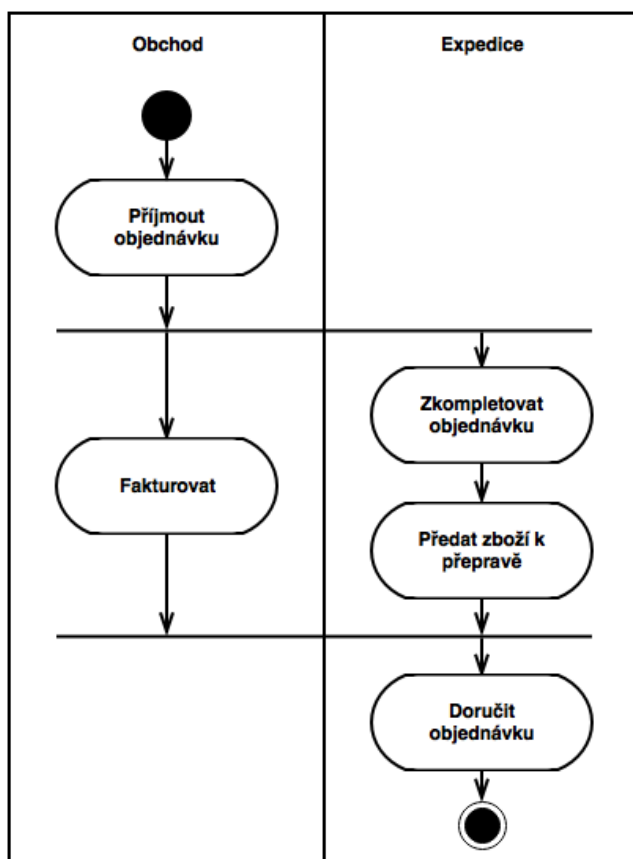 Obchod
Expedice
Příjmout
objednávku
Zkompletovat
objednávku
Fakturovat
Předat zboží k
přepravě
Doručit
objednávku